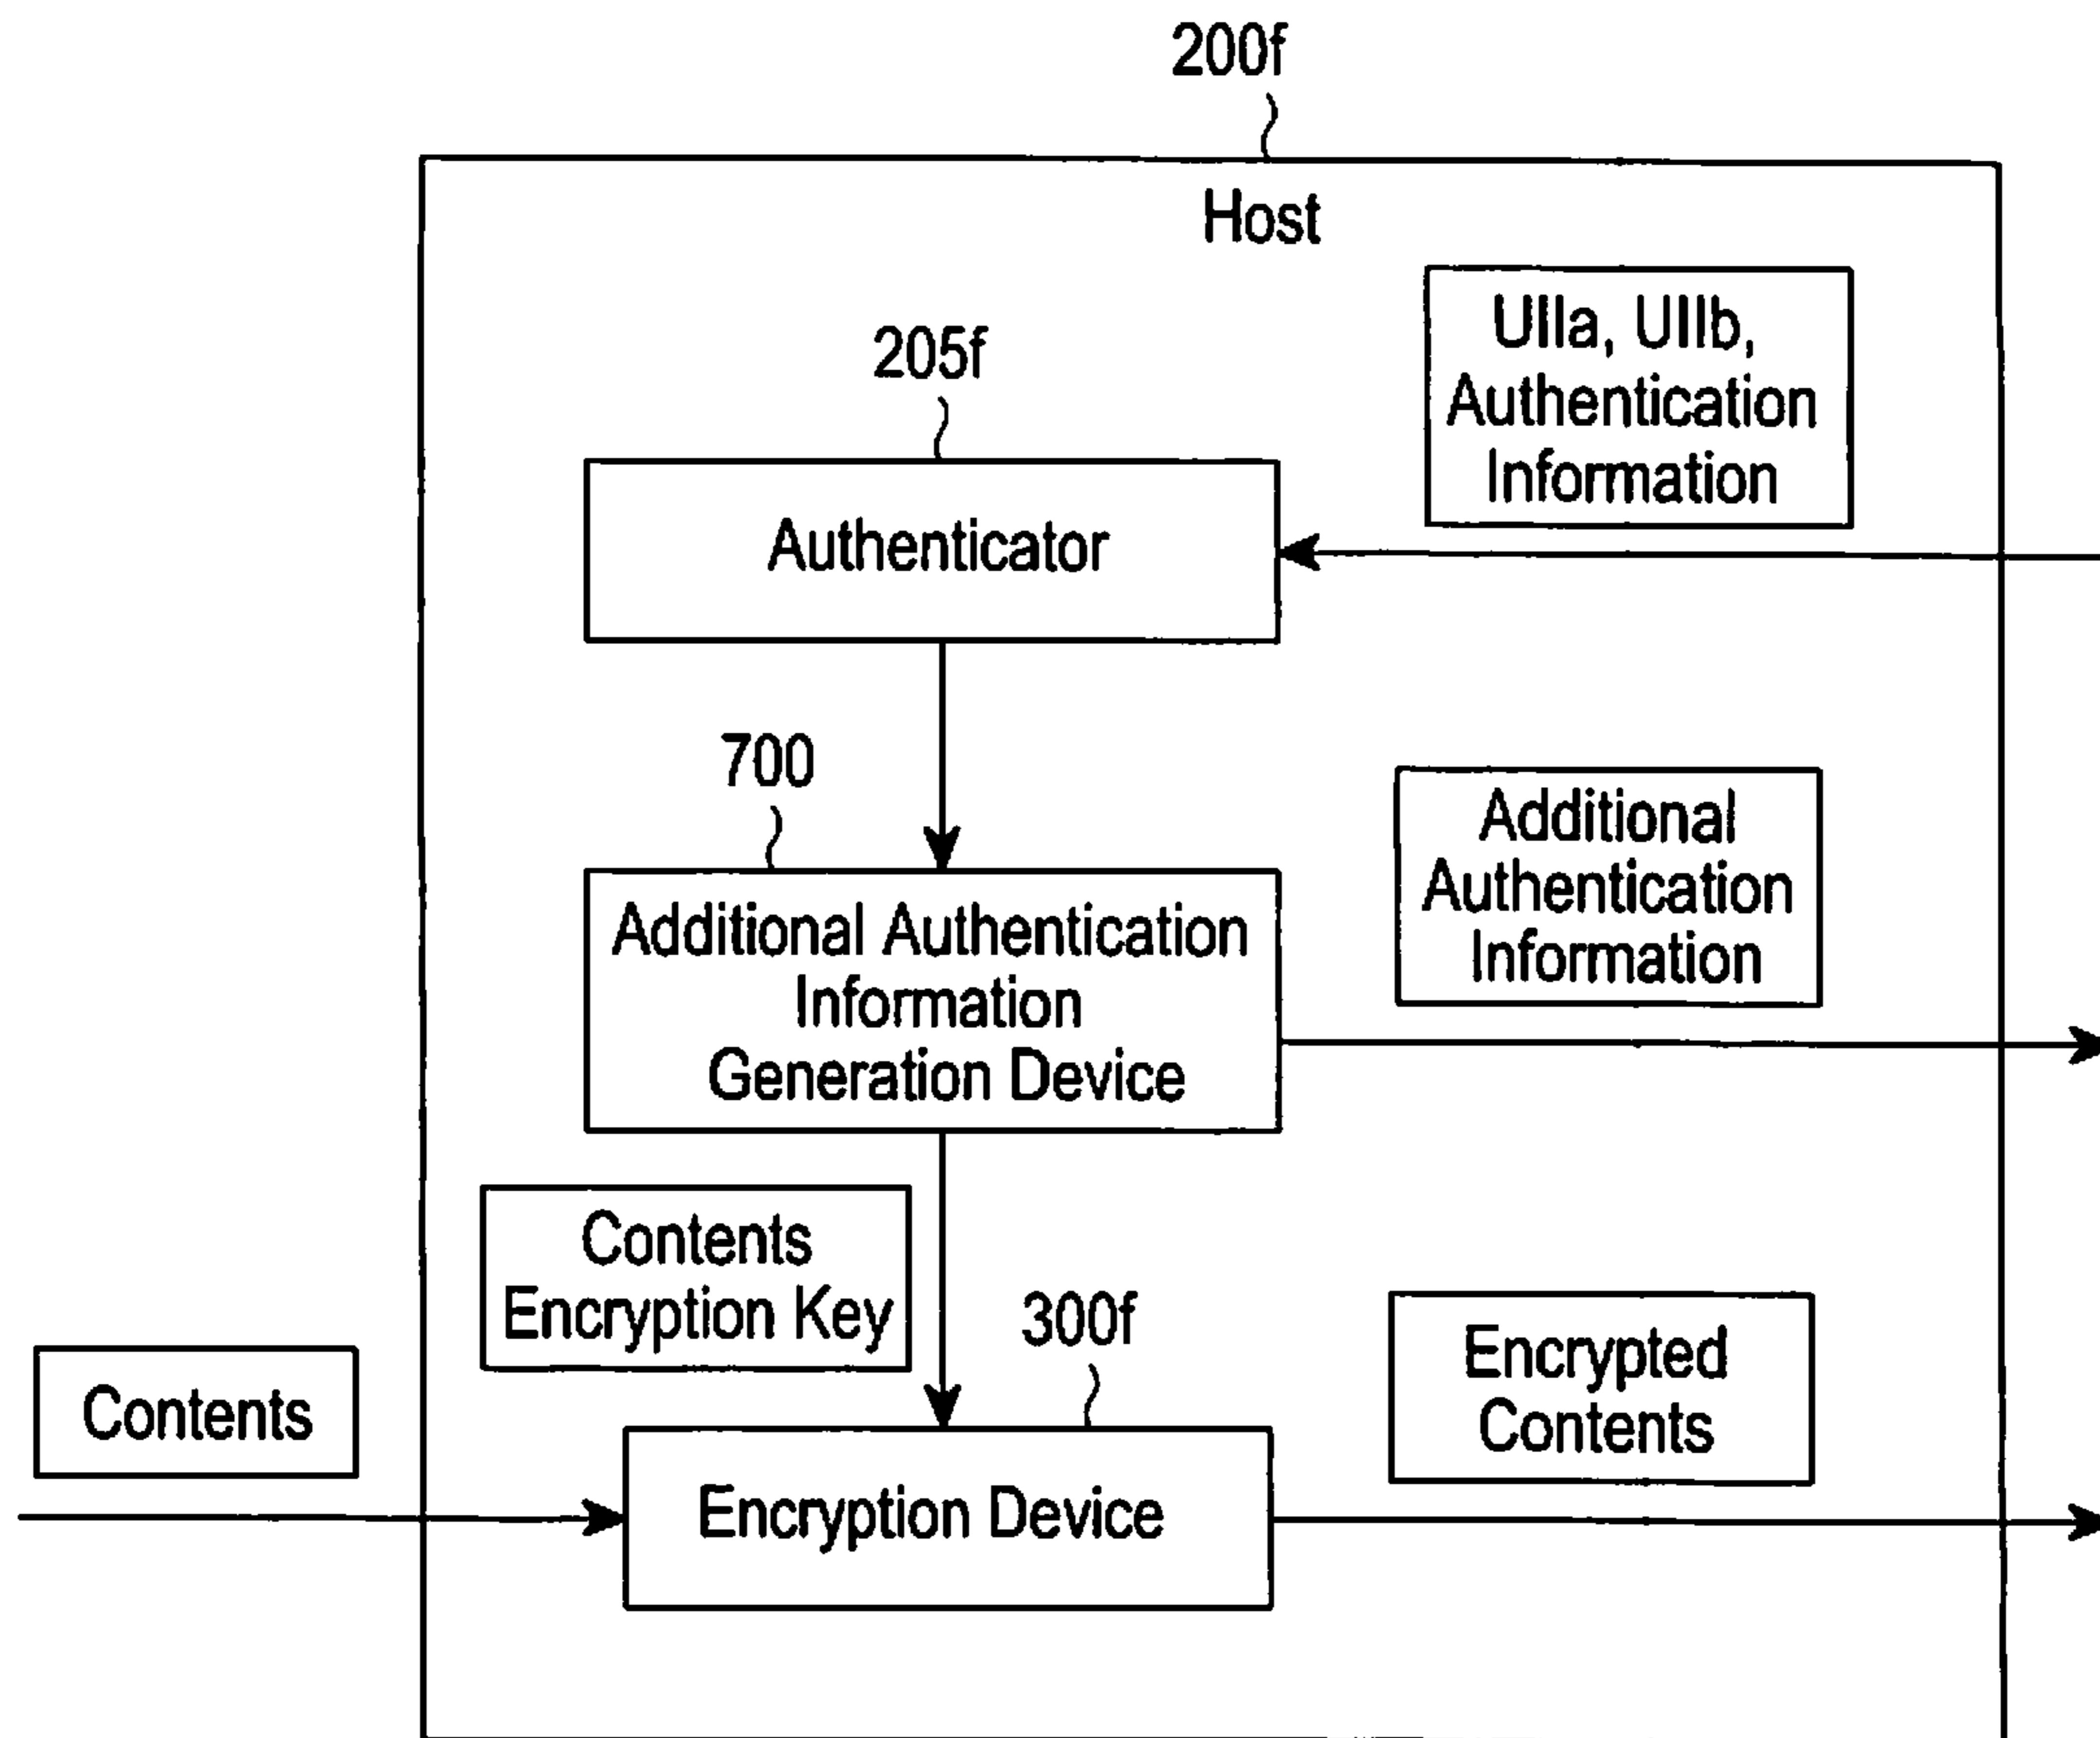 200f
Host
UIIa, UIIb,
Authentication
Information
205f
Authenticator
700
Additional
Authentication
Information
Additional Authentication
Information
Generation Device
Contents
Encryption Key
300f
Encrypted
Contents
Contents
Encryption Device